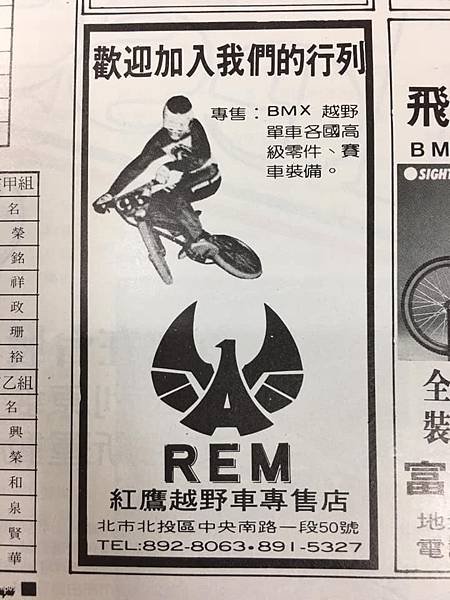 歡迎加入我們的行列
專售：BMX 越野
單車各國高
級零件、賽
車裝備。
REM
紅鷹越野車專售店
北市北投區中央南路一段50號
TEL:892-8063•891-5327
甲組
名
榮
銘
祥
政
珊
裕
乙組
名
興
榮
和
泉
賢
華
飛
BM
SIGHT
全
裝
富
地
電